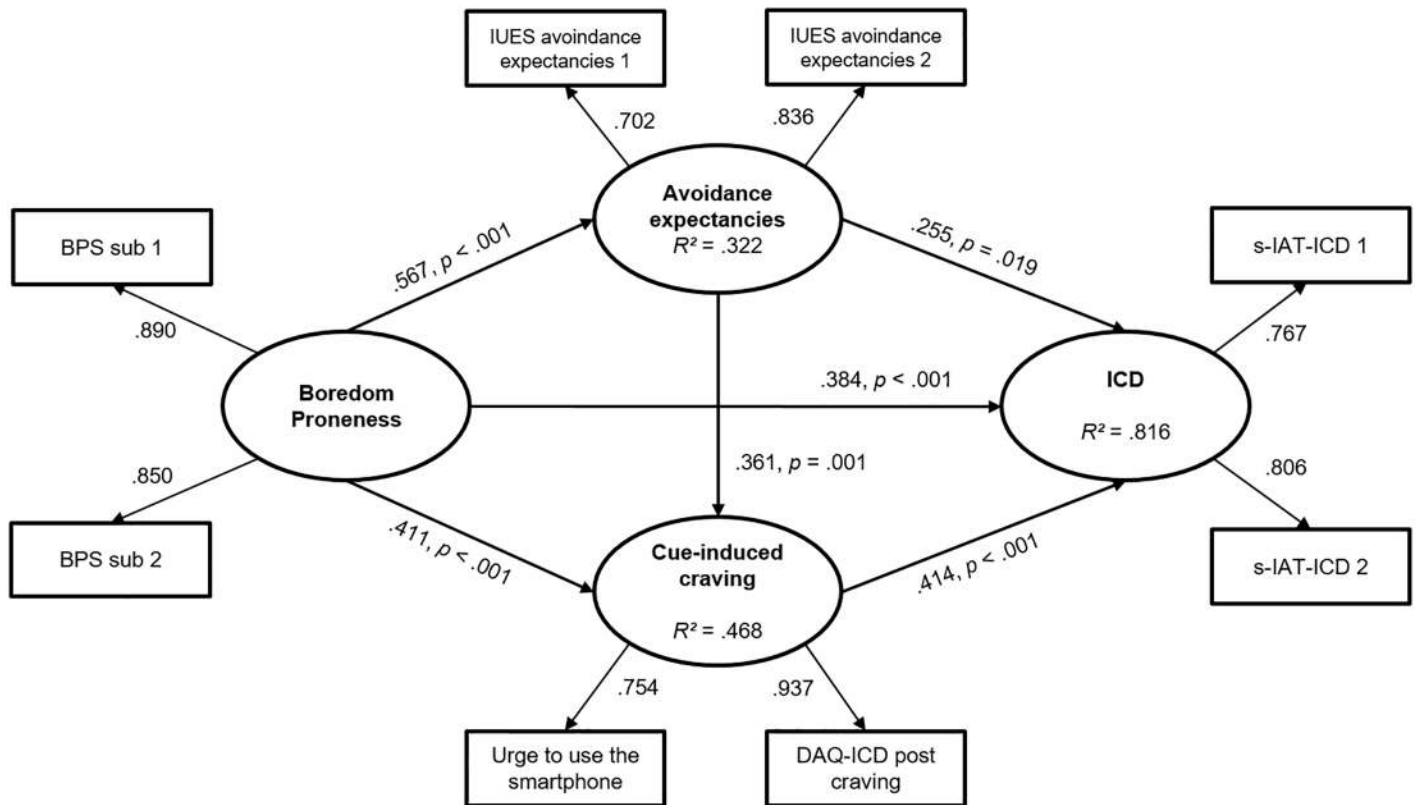 IUES avoindance
expectancies 1
IUES avoindance
expectancies 2
.702
.836
Avoidance
expectancies
R² = .322
BPS sub 1
.890
.567, p < .001
.255, p = .019
s-IAT-ICD 1
.767
Boredom
Proneness
.384, p < .001
ICD
R² = .816
.850
BPS sub 2
.411, p < .001
.361, p = .001
.414, p < .001
.806
s-IAT-ICD 2
Cue-induced
craving
R² = .468
.754
.937
Urge to use the
smartphone
DAQ-ICD post
craving